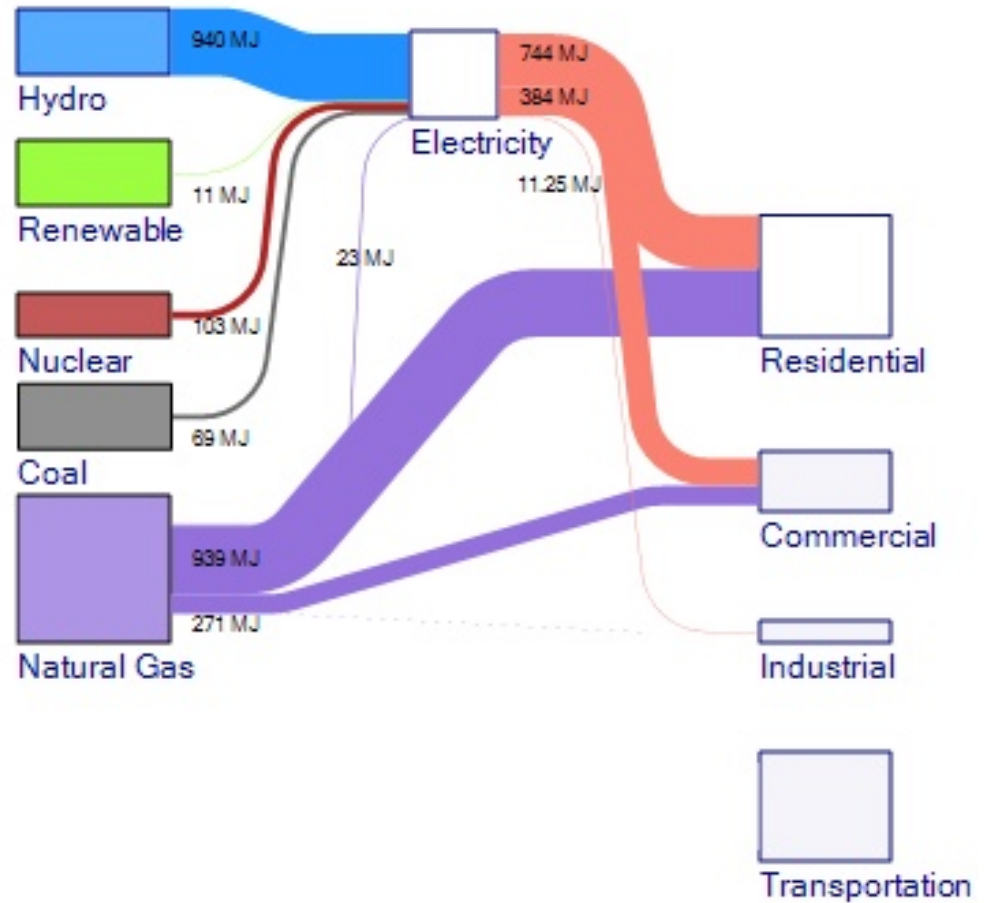 940 MJ
Hydro
11 MJ
Renewable
103 MJ
Nuclear
69 MJ
Coal
939 MJ
271 MJ
Natural Gas
23 MJ
744 MJ
384 MJ
Electricity
11.25 MJ
Residential
Commercial
Industrial
Transportation